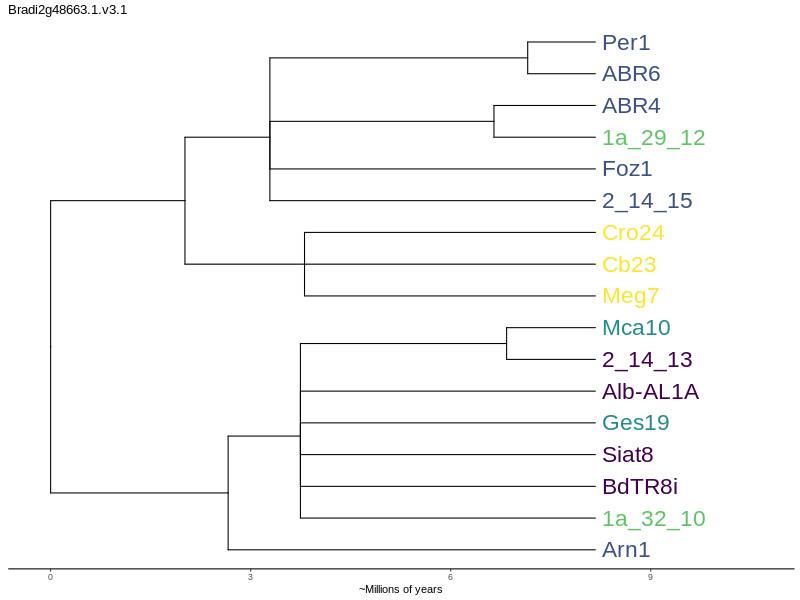 Bradi2g48663.1.v3.1
Per1
ABR6
ABR4
1a_29_12
Foz1
2_14_15
Cro24
Cb23
Meg7
Mca10
2_14_13
Alb-AL1A
Ges19
Siat8
BdTR8i
1a_32_10
Arn1
0 3 6 9
~Millions of years